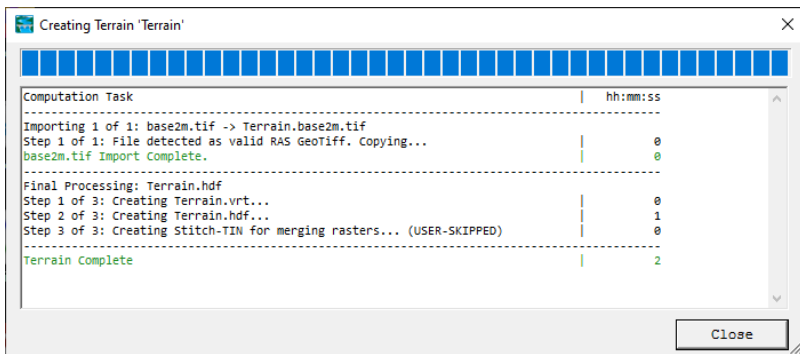 Creating Terrain 'Terrain'
Computation Task | hh:mm:ss
Importing 1 of 1: base2m.tif -> Terrain.base2m.tif
Step 1 of 1: File detected as valid RAS GeoTiff. Copying... | 0
base2m.tif Import Complete. | 0
Final Processing: Terrain.hdf
Step 1 of 3: Creating Terrain.vrt... | 0
Step 2 of 3: Creating Terrain.hdf... | 1
Step 3 of 3: Creating Stitch-TIN for merging rasters... (USER-SKIPPED) | 0
Terrain Complete | 2
Close